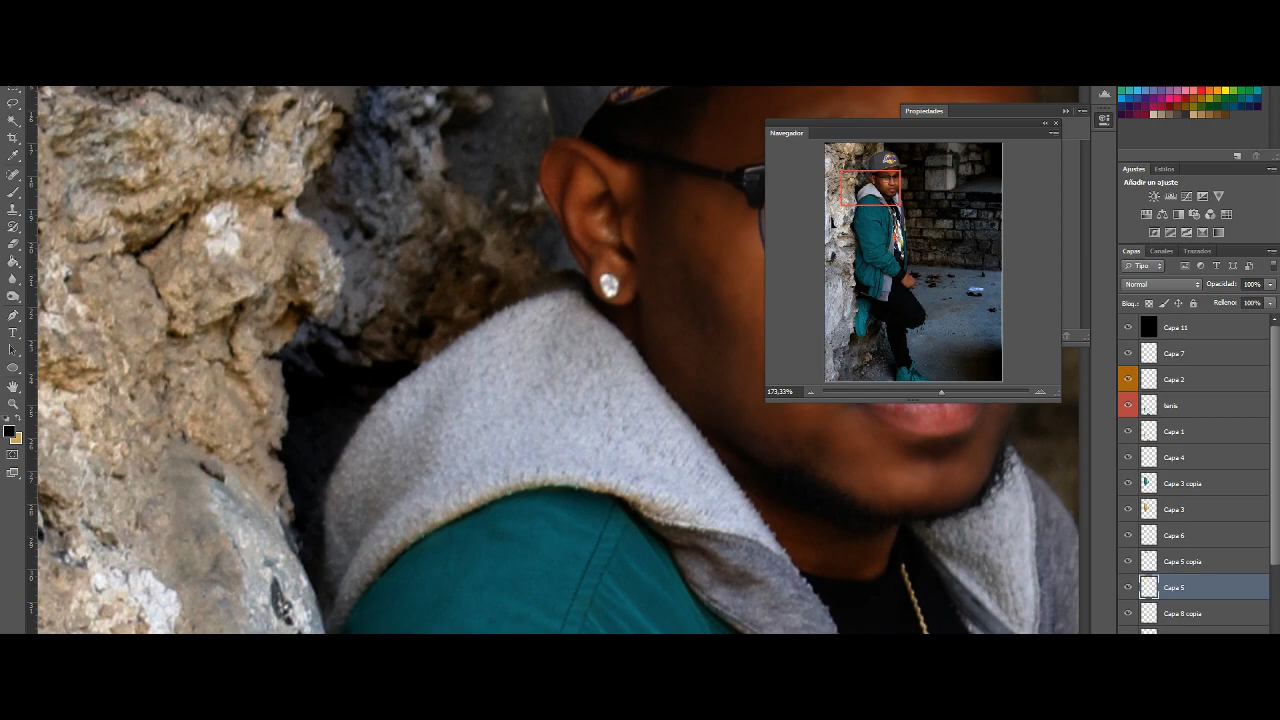 Propiedades
Navegador
173,33%
Ajustes Estilos
Añadir un ajuste
Capas Canales Trazados
Tipo
Normal Opacidad: 100%
Bloq.: Relleno: 100%
Capa 11
Capa 7
Capa 2
tenis
Capa 1
Capa 4
Capa 3 copia
Capa 3
Capa 6
Capa 5 copia
Capa 5
Capa 8 copia